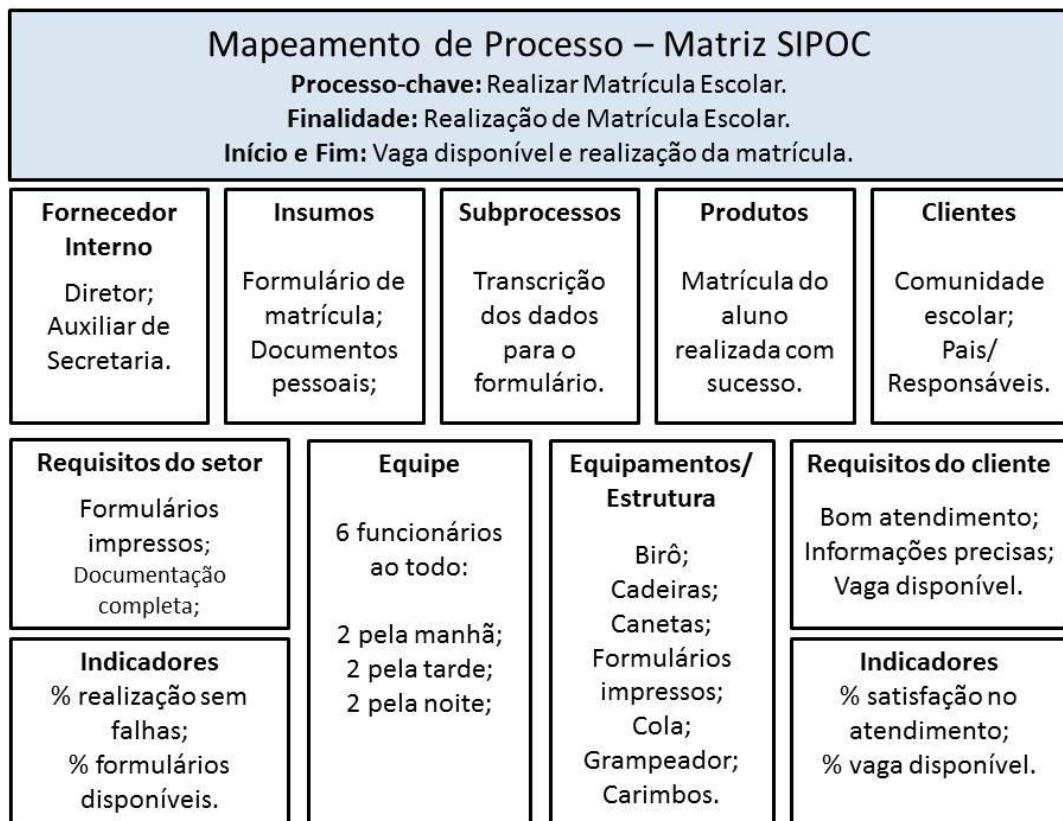 Mapeamento de Processo – Matriz SIPOC
Processo-chave: Realizar Matrícula Escolar.
Finalidade: Realização de Matrícula Escolar.
Início e Fim: Vaga disponível e realização da matrícula.
Fornecedor
Interno
Diretor;
Auxiliar de
Secretaria.
Insumos
Formulário de
matrícula;
Documentos
pessoais;
Subprocessos
Transcrição
dos dados
para o
formulário.
Produtos
Matrícula do
aluno
realizada com
sucesso.
Clientes
Comunidade
escolar;
Pais/
Responsáveis.
Requisitos do setor
Formulários
impressos;
Documentação
completa;
Indicadores
% realização sem
falhas;
% formulários
disponíveis.
Equipe
6 funcionários
ao todo:
2 pela manhã;
2 pela tarde;
2 pela noite;
Equipamentos/
Estrutura
Birô;
Cadeiras;
Canetas;
Formulários
impressos;
Cola;
Grampeador;
Carimbos.
Requisitos do cliente
Bom atendimento;
Informações precisas;
Vaga disponível.
Indicadores
% satisfação no
atendimento;
% vaga disponível.